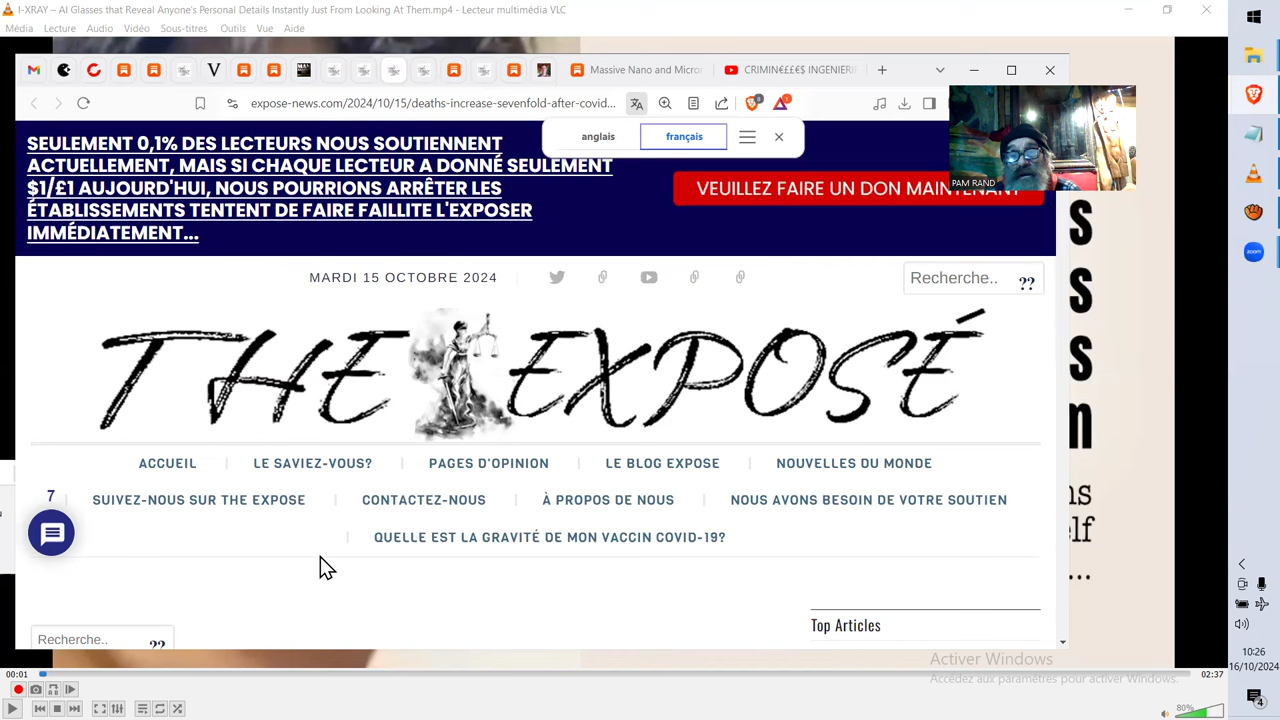 I-XRAY – AI Glasses that Reveal Anyone's Personal Details Instantly Just From Looking At Them.mp4 - Lecteur multimédia VLC
Média Lecture Audio Vidéo Sous-titres Outils Vue Aide
Massive Nano and Micro
CRIMIN€££€$ INGENIERI
expose-news.com/2024/10/15/deaths-increase-sevenfold-after-covid...
anglais français
SEULEMENT 0,1% DES LECTEURS NOUS SOUTIENNENT
ACTUELLEMENT, MAIS SI CHAQUE LECTEUR A DONNÉ SEULEMENT
$1/£1 AUJOURD'HUI, NOUS POURRIONS ARRÊTER LES
ÉTABLISSEMENTS TENTENT DE FAIRE FAILLITE L'EXPOSER
IMMÉDIATEMENT...
VEUILLEZ FAIRE UN DON MAINTENANT
PAM RAND
MARDI 15 OCTOBRE 2024
Recherche.. ??
THE EXPOSÉ
ACCUEIL LE SAVIEZ-VOUS? PAGES D'OPINION LE BLOG EXPOSE NOUVELLES DU MONDE
7
SUIVEZ-NOUS SUR THE EXPOSE CONTACTEZ-NOUS À PROPOS DE NOUS NOUS AVONS BESOIN DE VOTRE SOUTIEN
QUELLE EST LA GRAVITÉ DE MON VACCIN COVID-19?
Recherche.. ??
Top Articles
Activer Windows
Accédez aux paramètres pour activer Windows.
00:01
02:37
80%
zoom
10:26
16/10/2024
4